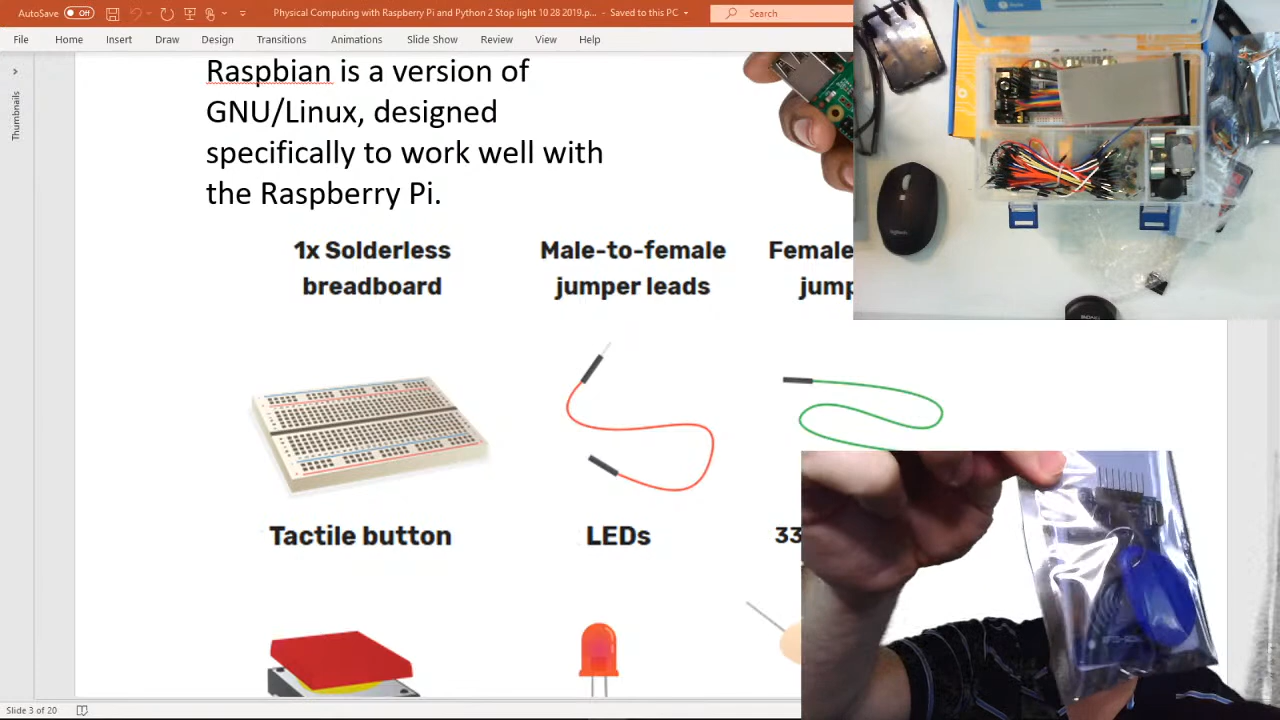 AutoSave
Off
Physical Computing with Raspberry Pi and Python 2 Stop light 10 28 2019.p... - Saved to this PC
Search
File
Home
Insert
Draw
Design
Transitions
Animations
Slide Show
Review
View
Help
Thumbnails
Raspbian is a version of
GNU/Linux, designed
specifically to work well with
the Raspberry Pi.
1x Solderless
breadboard
Male-to-female
jumper leads
Female
jump
Tactile button
LEDs
33
Slide 3 of 20